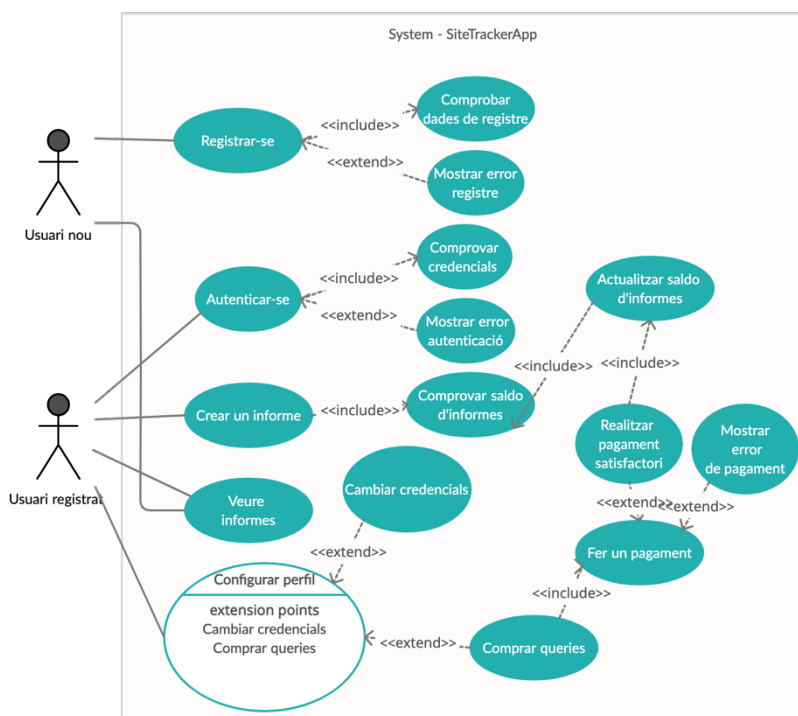 System - SiteTrackerApp
Comprobar
dades de registre
<<include>>
Registrar-se
<<extend>>
Mostrar error
registre
Usuari nou
Comprovar
credencials
<<include>>
Actualitzar saldo
d'informes
Autenticar-se
<<extend>>
Mostrar error
autenticació
<<include>>
<<include>>
Comprovar saldo
d'informes
Crear un informe
<<include>>
Realitzar
pagament
satisfactori
Mostrar
error
de pagament
Usuari registrat
Cambiar credencials
Veure
informes
<<extend>>
<<extend>>
<<extend>>
Fer un pagament
Configurar perfil
<<include>>
extension points
Cambiar credencials
Comprar queries
<<extend>>
Comprar queries